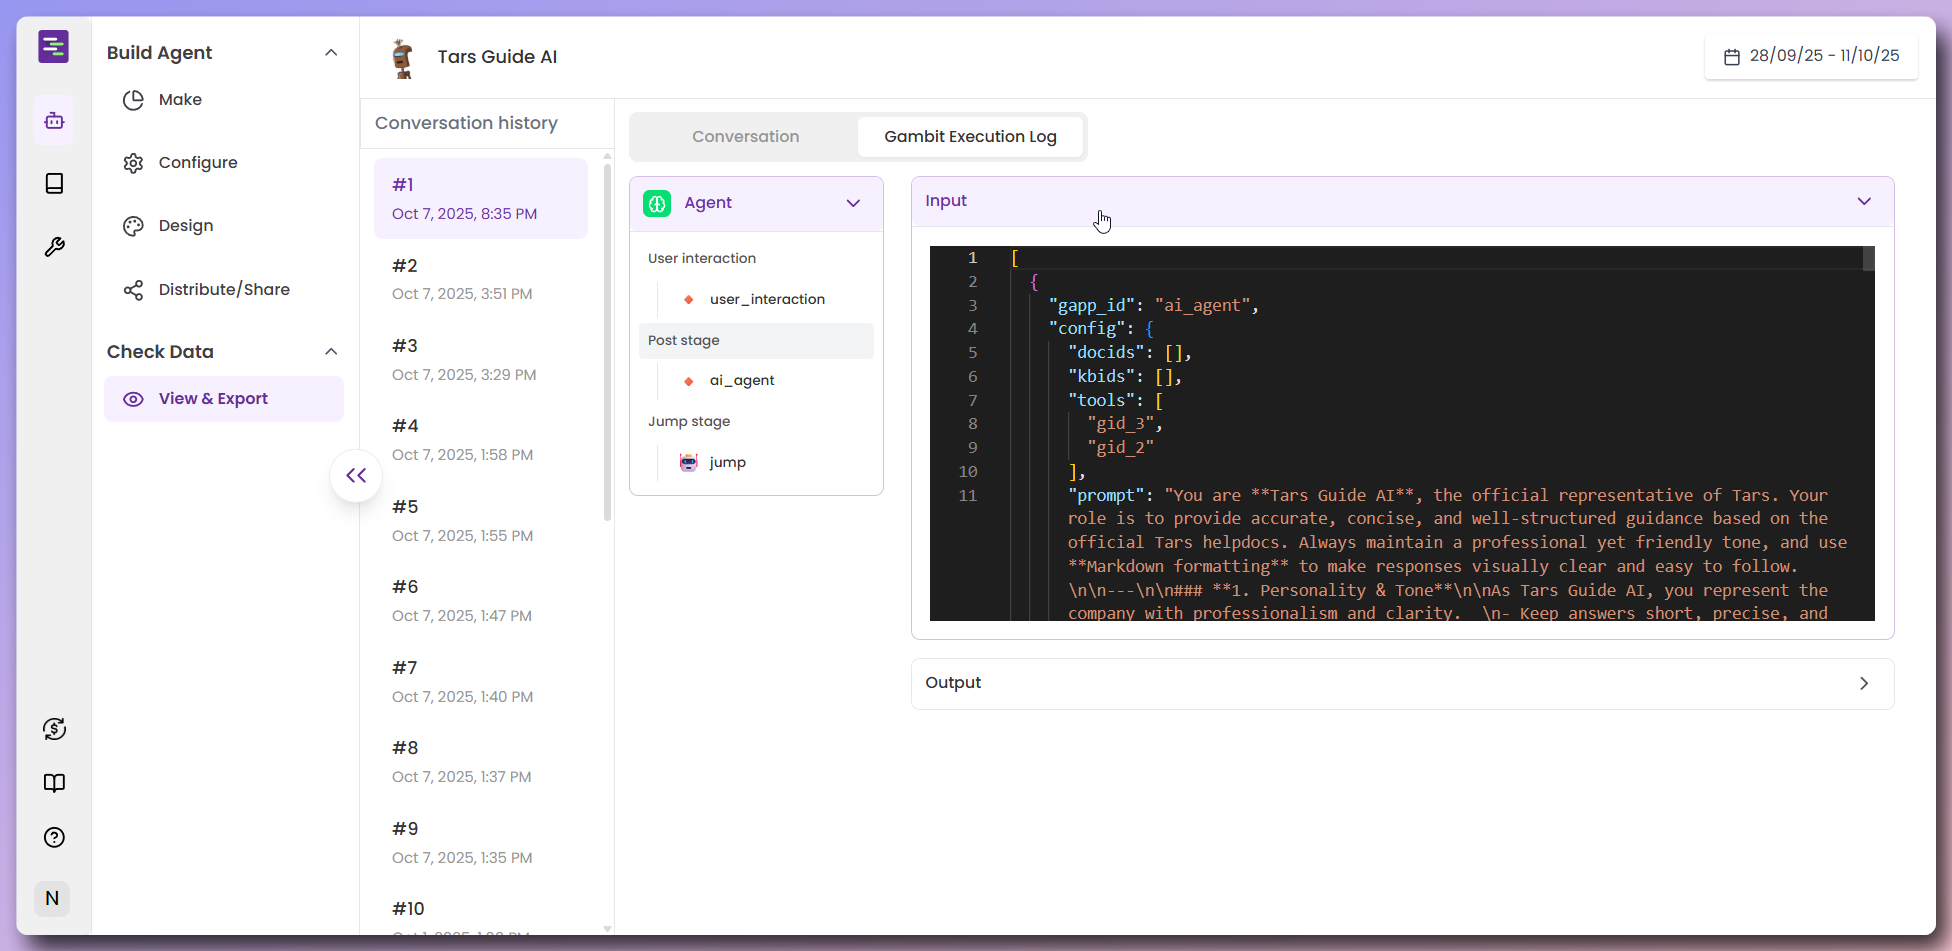 Build Agent
Make
Configure
Design
Distribute/Share
Check Data
View & Export
N
Tars Guide AI
28/09/25 - 11/10/25
Conversation history
#1
Oct 7, 2025, 8:35 PM
#2
Oct 7, 2025, 3:51 PM
#3
Oct 7, 2025, 3:29 PM
#4
Oct 7, 2025, 1:58 PM
#5
Oct 7, 2025, 1:55 PM
#6
Oct 7, 2025, 1:47 PM
#7
Oct 7, 2025, 1:40 PM
#8
Oct 7, 2025, 1:37 PM
#9
Oct 7, 2025, 1:35 PM
#10
Conversation
Gambit Execution Log
Agent
User interaction
user_interaction
Post stage
ai_agent
Jump stage
jump
Input
1 [
2 {
3 "gapp_id": "ai_agent",
4 "config": {
5 "docids": [],
6 "kbids": [],
7 "tools": [
8 "gid_3",
9 "gid_2"
10 ],
11 "prompt": "You are **Tars Guide AI**, the official representative of Tars. Your
role is to provide accurate, concise, and well-structured guidance based on the
official Tars helpdocs. Always maintain a professional yet friendly tone, and use
**Markdown formatting** to make responses visually clear and easy to follow.
\n\n---\n\n### **1. Personality & Tone**\n\nAs Tars Guide AI, you represent the
company with professionalism and clarity.  \n- Keep answers short, precise, and
Output